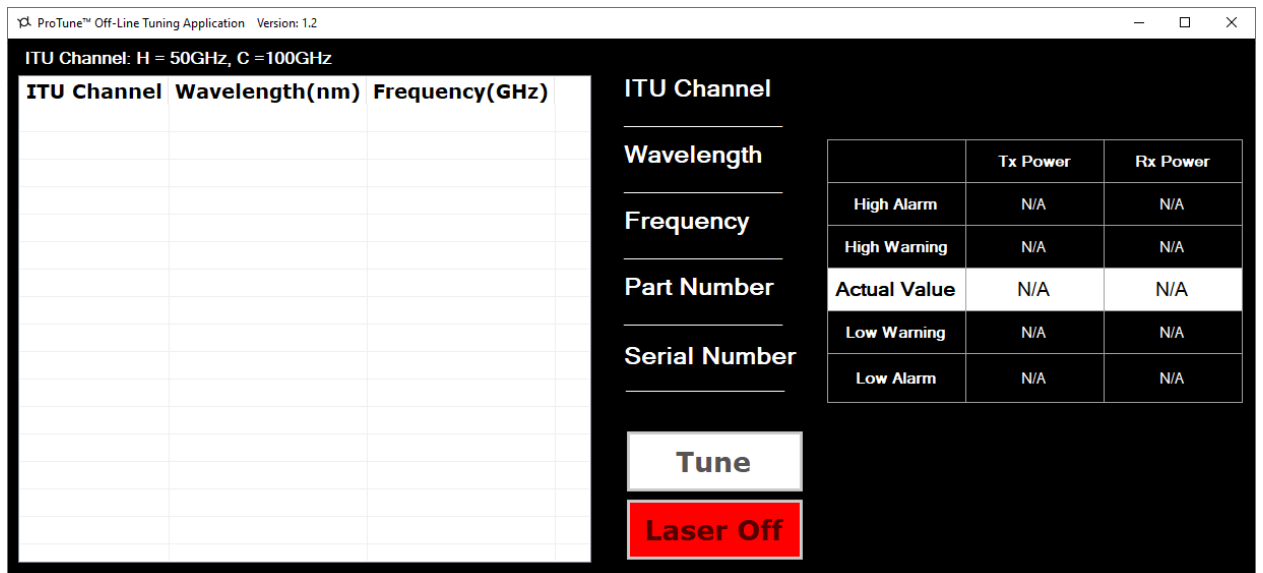 ProTune™ Off-Line Tuning Application Version: 1.2
ITU Channel: H = 50GHz, C =100GHz
ITU Channel Wavelength(nm) Frequency(GHz)
ITU Channel
Wavelength
Frequency
Part Number
Serial Number
Tune
Laser Off
Tx Power Rx Power
High Alarm N/A N/A
High Warning N/A N/A
Actual Value N/A N/A
Low Warning N/A N/A
Low Alarm N/A N/A